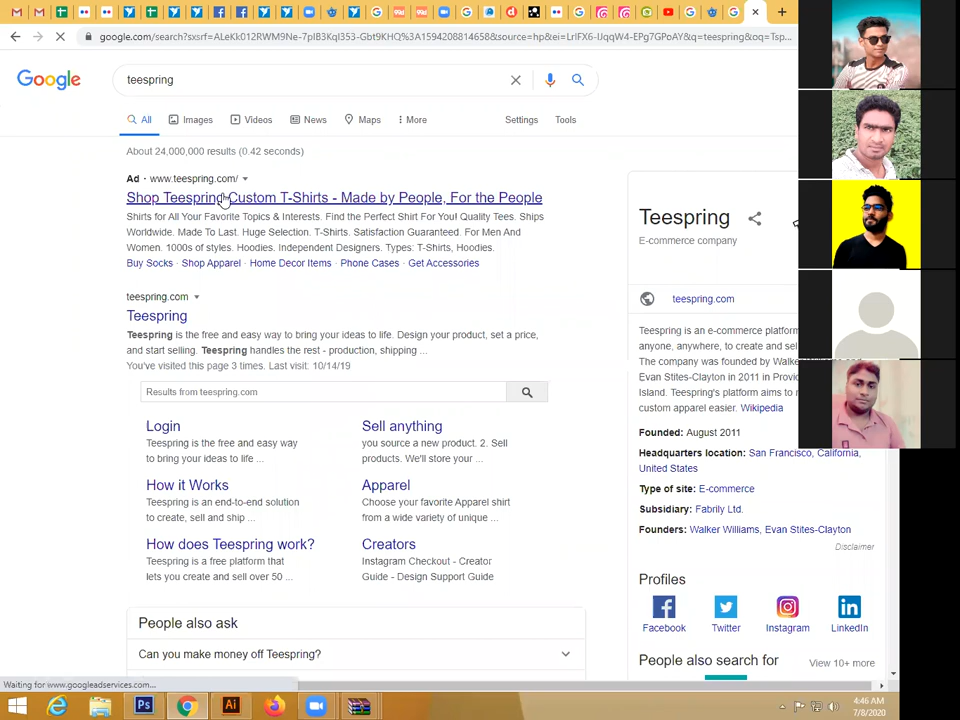 google.com/search?sxsrf=ALeKk012RWM9Ne-7pIB3KqI353-Gbt9KHQ%3A1594208814658&source=hp&ei=LrIFX6-IJqqW4-EPg7GPoAY&q=teespring&oq=Tsp...
Google
teespring
All
Images
Videos
News
Maps
More
Settings
Tools
About 24,000,000 results (0.42 seconds)
Ad · www.teespring.com/
Shop Teespring Custom T-Shirts - Made by People, For the People
Shirts for All Your Favorite Topics & Interests. Find the Perfect Shirt For You! Quality Tees. Ships
Worldwide. Made To Last. Huge Selection. T-Shirts. Satisfaction Guaranteed. For Men And
Women. 1000s of styles. Hoodies. Independent Designers. Types: T-Shirts, Hoodies.
Buy Socks · Shop Apparel · Home Decor Items · Phone Cases · Get Accessories
teespring.com
Teespring
Teespring is the free and easy way to bring your ideas to life. Design your product, set a price,
and start selling. Teespring handles the rest - production, shipping ...
You've visited this page 3 times. Last visit: 10/14/19
Results from teespring.com
Login
Teespring is the free and easy way
to bring your ideas to life ...
Sell anything
you source a new product. 2. Sell
products. We'll store your ...
How it Works
Teespring is an end-to-end solution
to create, sell and ship ...
Apparel
Choose your favorite Apparel shirt
from a wide variety of unique ...
How does Teespring work?
Teespring is a free platform that
lets you create and sell over 50 ...
Creators
Instagram Checkout - Creator
Guide - Design Support Guide
People also ask
Can you make money off Teespring?
Teespring
E-commerce company
teespring.com
Teespring is an e-commerce platform
anyone, anywhere, to create and sel
The company was founded by Walke
Evan Stites-Clayton in 2011 in Provid
Island. Teespring's platform aims to
custom apparel easier. Wikipedia
Founded: August 2011
Headquarters location: San Francisco, California,
United States
Type of site: E-commerce
Subsidiary: Fabrily Ltd.
Founders: Walker Williams, Evan Stites-Clayton
Disclaimer
Profiles
Facebook
Twitter
Instagram
LinkedIn
People also search for
View 10+ more
Waiting for www.googleadservices.com...
Ps
Ai
4:46 AM
7/8/2020